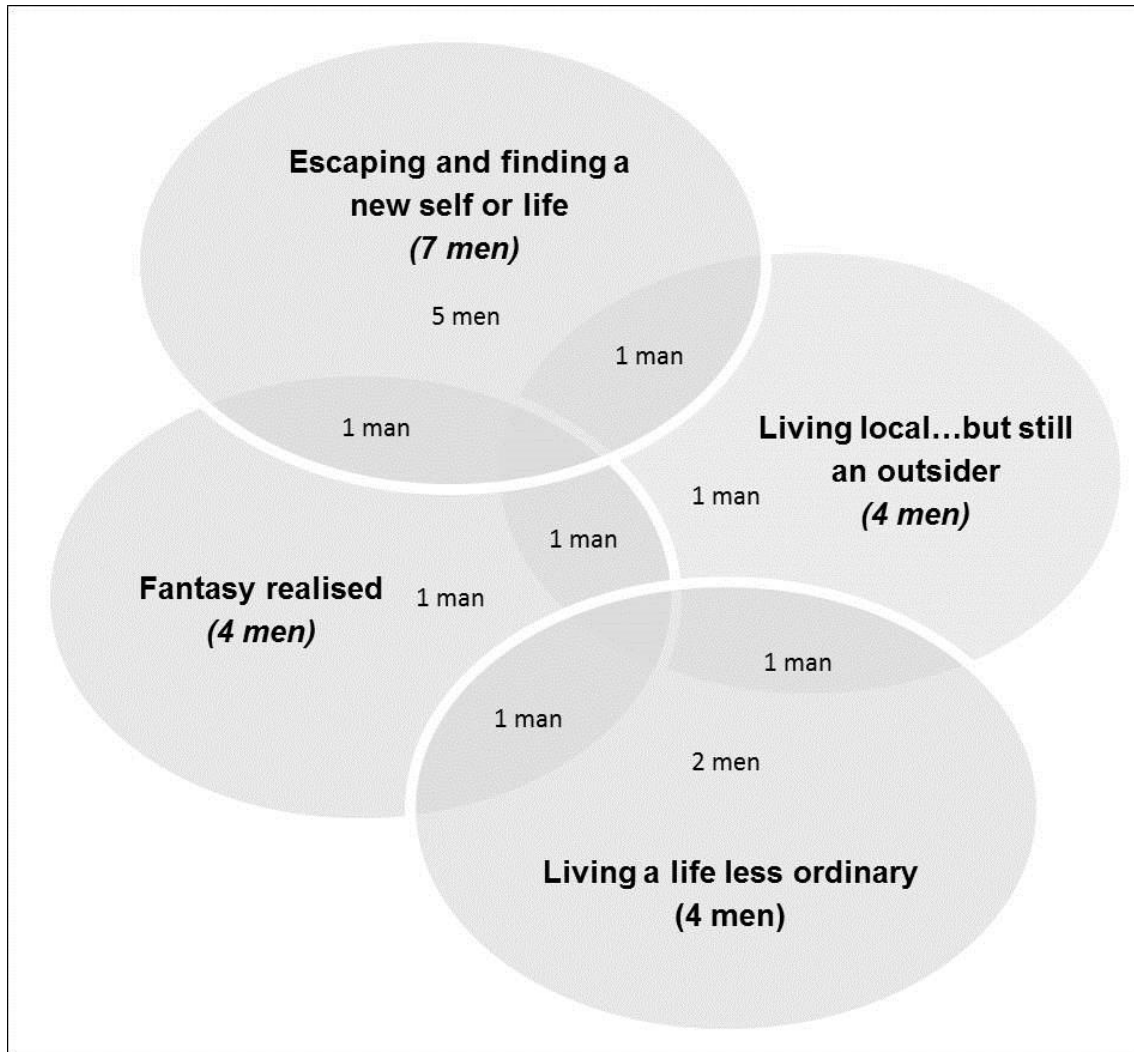 Escaping and finding a
new self or life
(7 men)
5 men
1 man
1 man
Living local…but still
an outsider
(4 men)
1 man
1 man
Fantasy realised
(4 men)
1 man
1 man
1 man
2 men
Living a life less ordinary
(4 men)